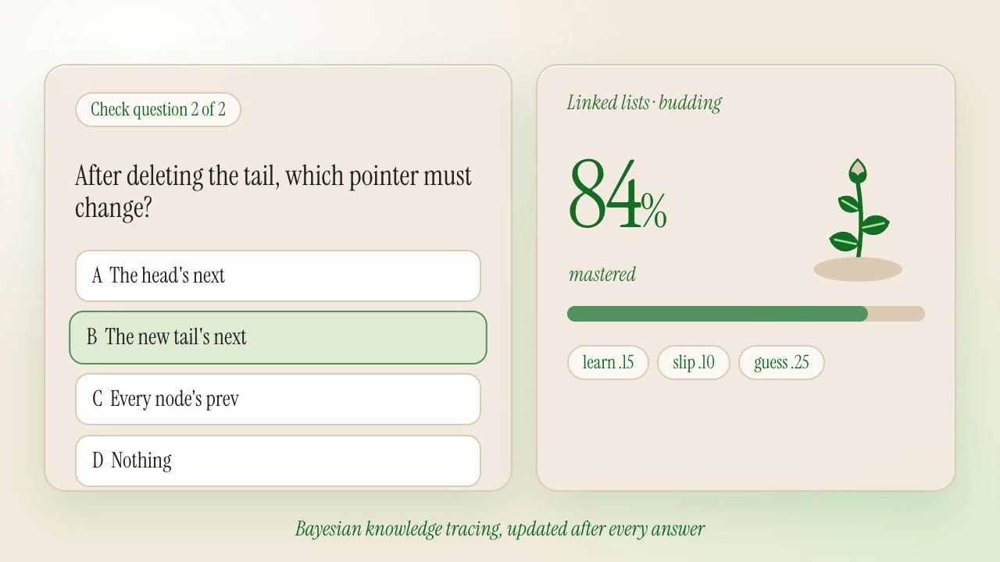 Check question 2 of 2
After deleting the tail, which pointer must
change?
A The head's next
B The new tail's next
C Every node's prev
D Nothing
Linked lists · budding
84%
mastered
learn .15
slip .10
guess .25
Bayesian knowledge tracing, updated after every answer